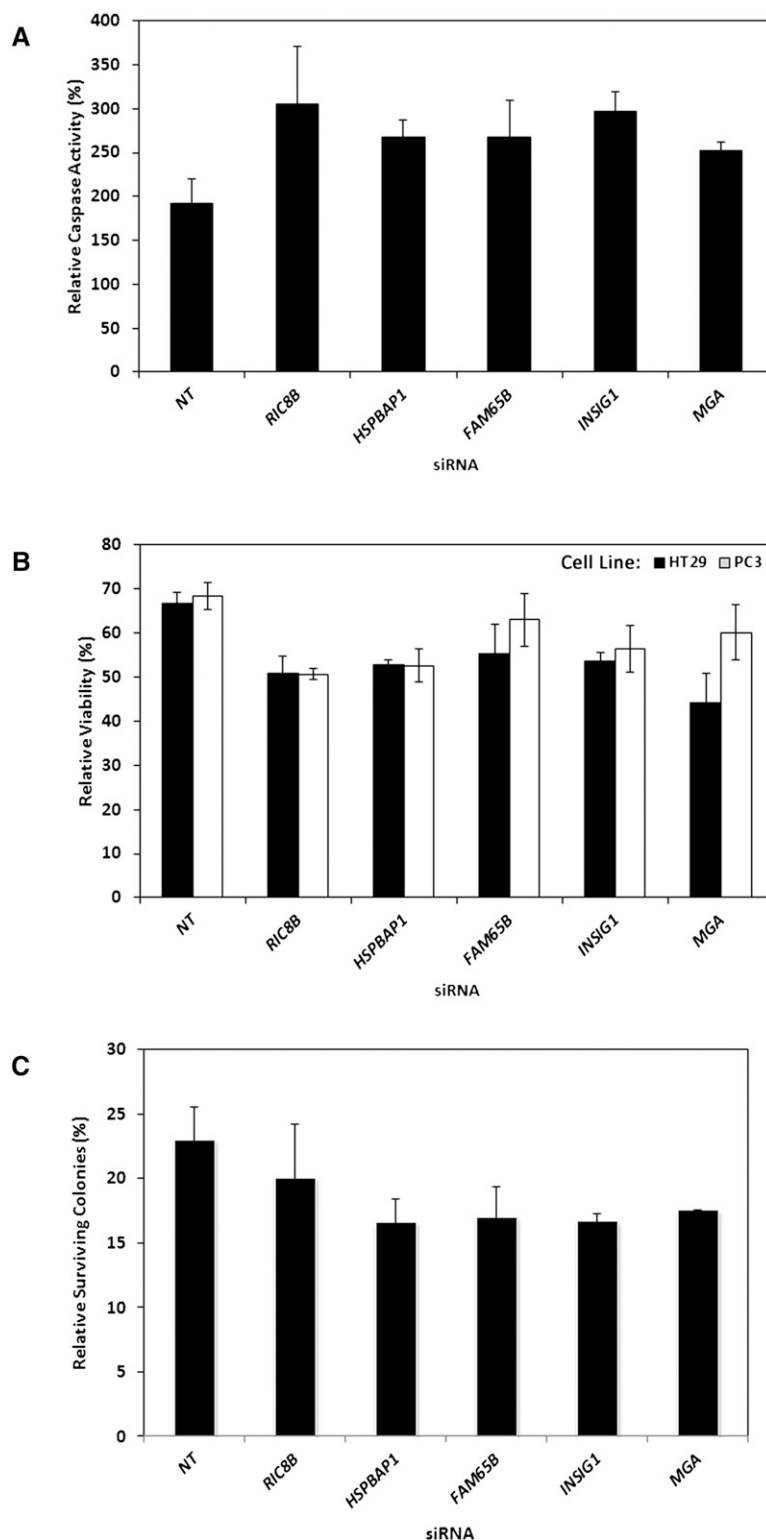 A
Relative Caspase Activity (%)
400
350
300
250
200
150
100
50
0
NT
RIC8B
HSPBAP1
FAM65B
INSIG1
MGA
siRNA
B
Cell Line: HT29 PC3
Relative Viability (%)
80
70
60
50
40
30
20
10
0
NT
RIC8B
HSPBAP1
FAM65B
INSIG1
MGA
siRNA
C
Relative Surviving Colonies (%)
30
25
20
15
10
5
0
NT
RIC8B
HSPBAP1
FAM65B
INSIG1
MGA
siRNA